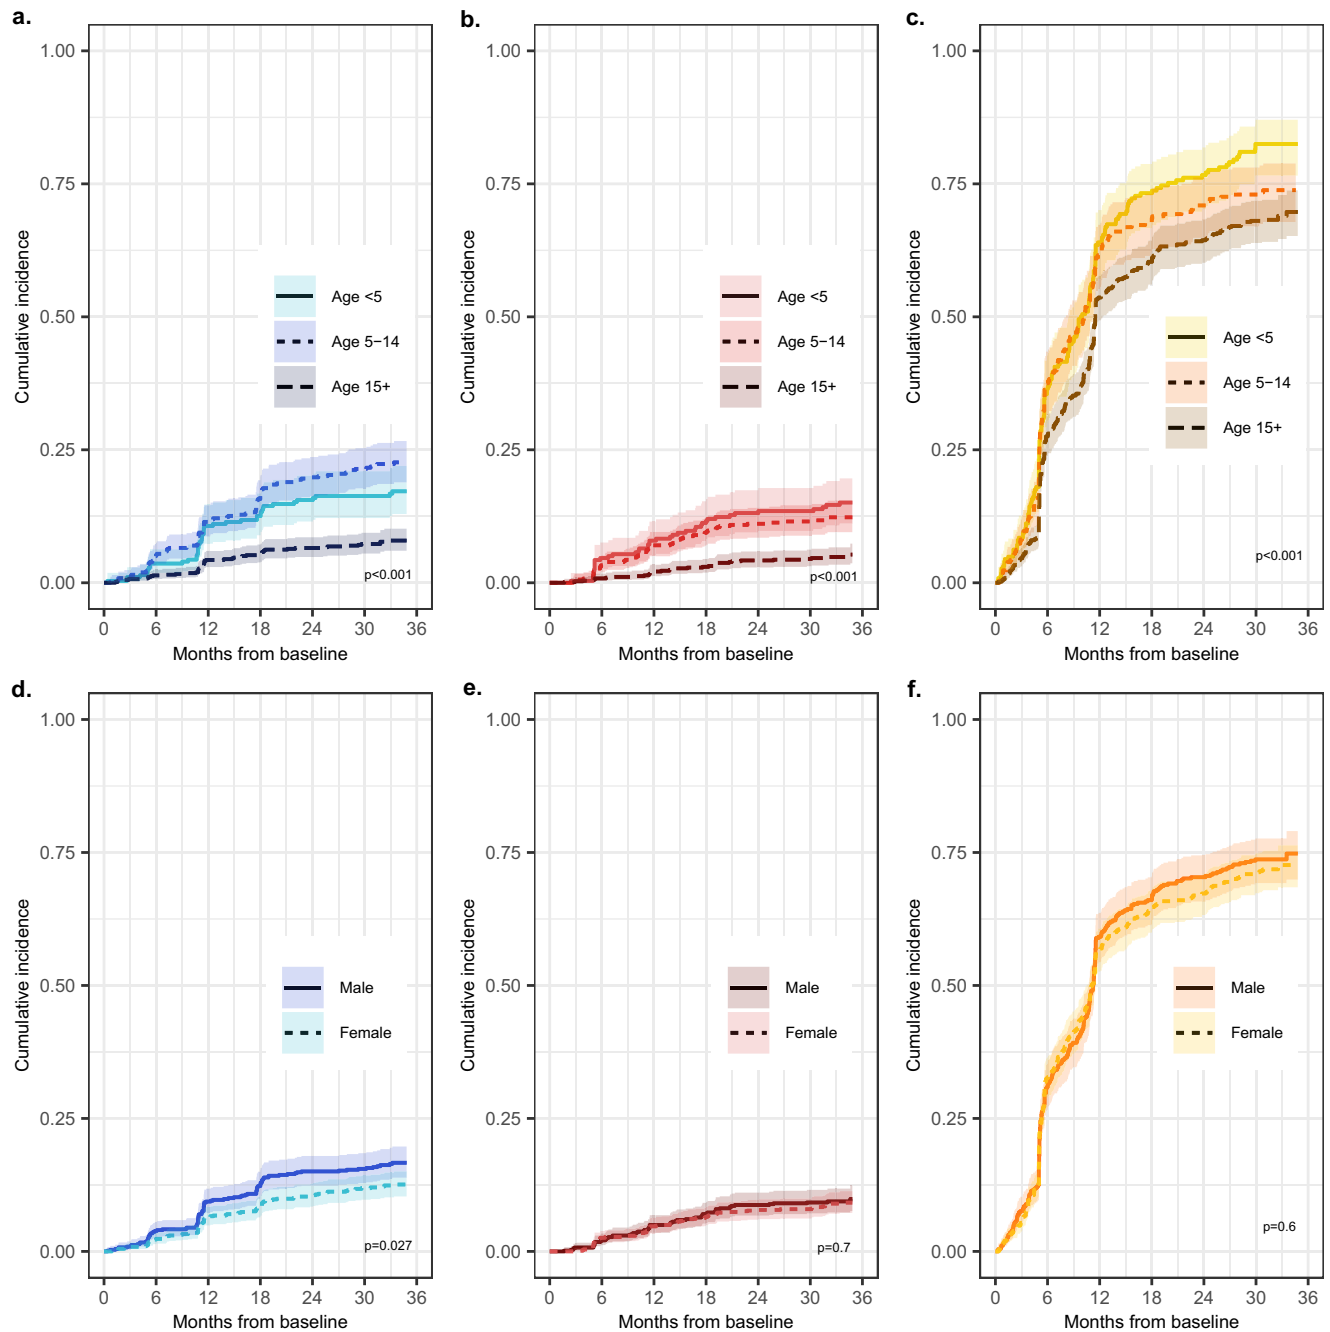 a.
1.00
0.75
0.50
0.25
0.00
Cumulative incidence
Age <5
Age 5−14
Age 15+
p<0.001
0 6 12 18 24 30 36
Months from baseline
b.
1.00
0.75
0.50
0.25
0.00
Cumulative incidence
Age <5
Age 5−14
Age 15+
p<0.001
0 6 12 18 24 30 36
Months from baseline
c.
1.00
0.75
0.50
0.25
0.00
Cumulative incidence
Age <5
Age 5−14
Age 15+
p<0.001
0 6 12 18 24 30 36
Months from baseline
d.
1.00
0.75
0.50
0.25
0.00
Cumulative incidence
Male
Female
p=0.027
0 6 12 18 24 30 36
Months from baseline
e.
1.00
0.75
0.50
0.25
0.00
Cumulative incidence
Male
Female
p=0.7
0 6 12 18 24 30 36
Months from baseline
f.
1.00
0.75
0.50
0.25
0.00
Cumulative incidence
Male
Female
p=0.6
0 6 12 18 24 30 36
Months from baseline